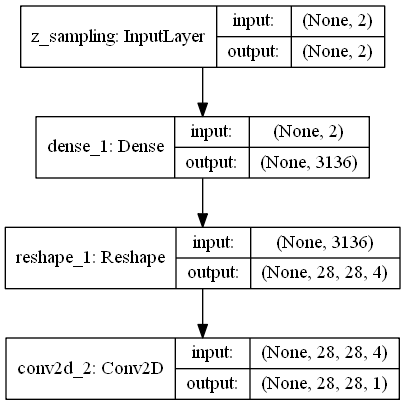 z_sampling: InputLayer
input: (None, 2)
output: (None, 2)
dense_1: Dense
input: (None, 2)
output: (None, 3136)
reshape_1: Reshape
input: (None, 3136)
output: (None, 28, 28, 4)
conv2d_2: Conv2D
input: (None, 28, 28, 4)
output: (None, 28, 28, 1)